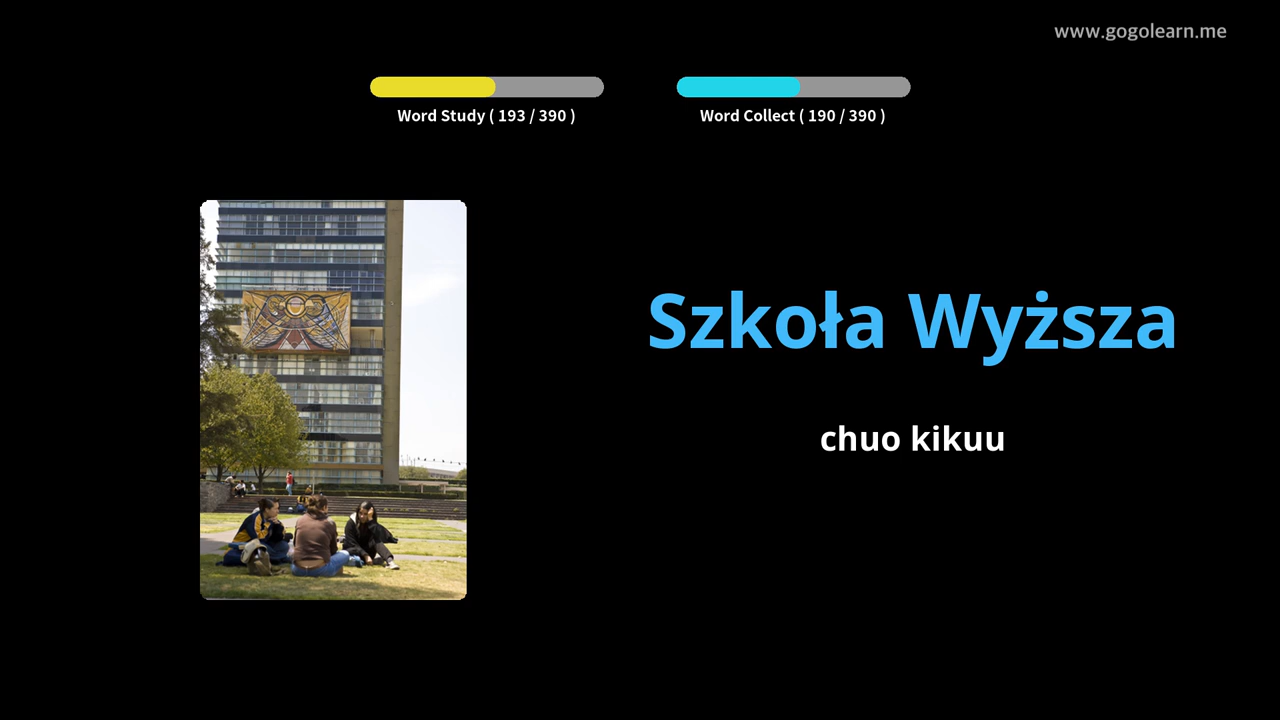 www.gogolearn.me
Word Study ( 193 / 390 )
Word Collect ( 190 / 390 )
Szkoła Wyższa
chuo kikuu